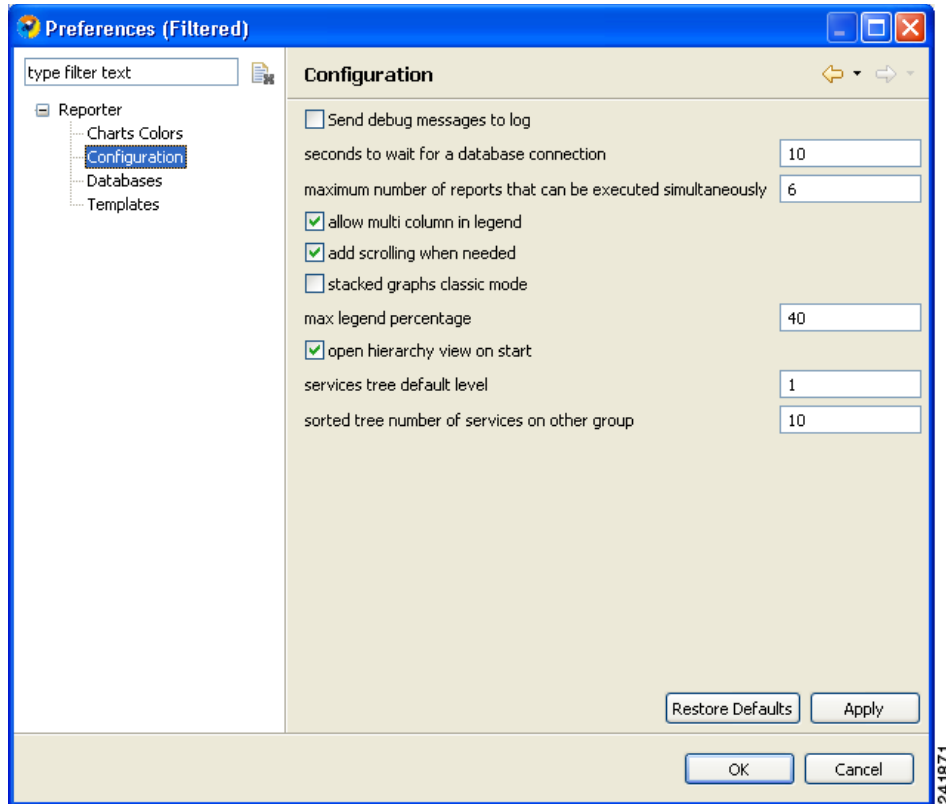 Preferences (Filtered)
type filter text
Reporter
Charts Colors
Configuration
Databases
Templates
Configuration
Send debug messages to log
seconds to wait for a database connection 10
maximum number of reports that can be executed simultaneously 6
allow multi column in legend
add scrolling when needed
stacked graphs classic mode
max legend percentage 40
open hierarchy view on start
services tree default level 1
sorted tree number of services on other group 10
Restore Defaults Apply
OK Cancel
241871